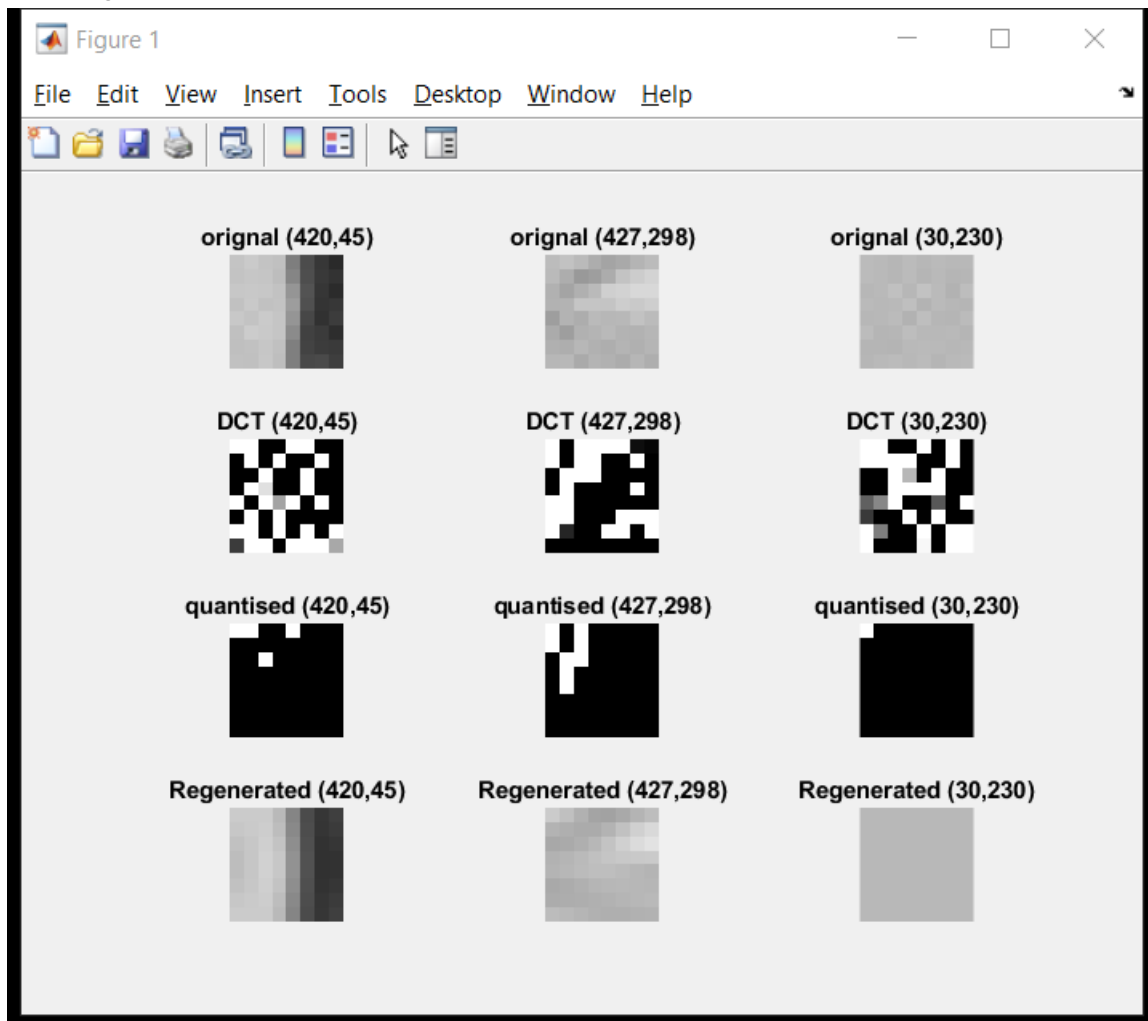 Figure 1
File Edit View Insert Tools Desktop Window Help
orignal (420,45) orignal (427,298) orignal (30,230)
DCT (420,45) DCT (427,298) DCT (30,230)
quantised (420,45) quantised (427,298) quantised (30,230)
Regenerated (420,45) Regenerated (427,298) Regenerated (30,230)